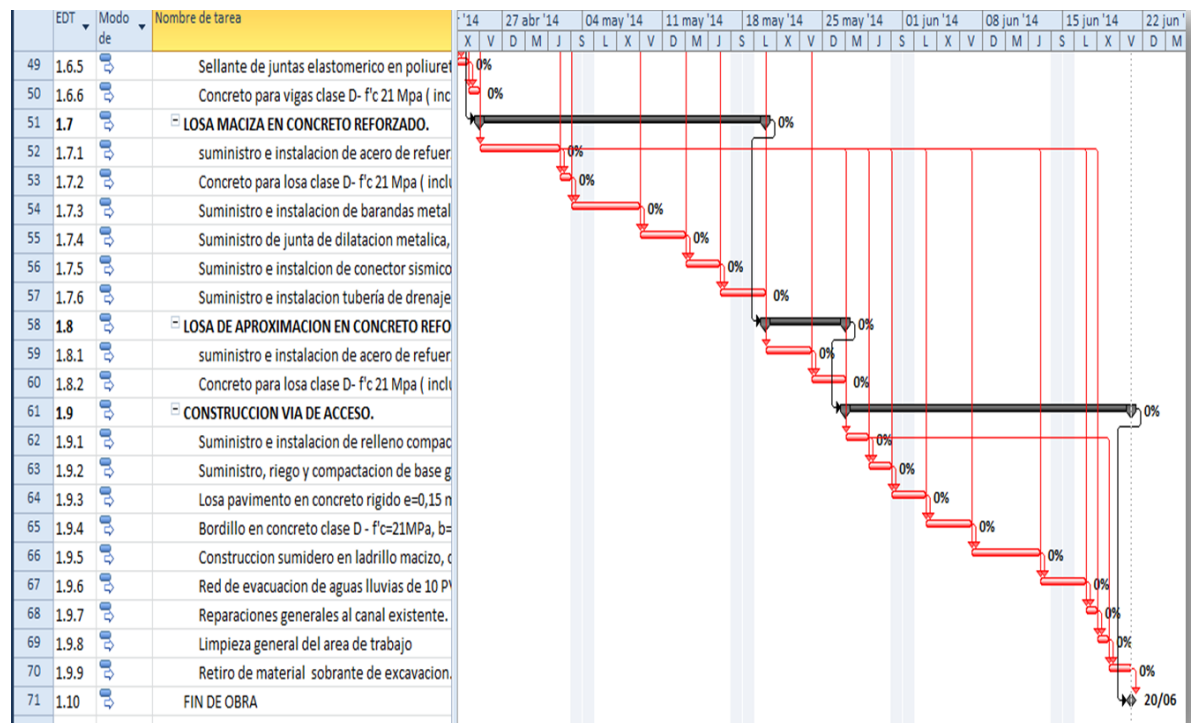 EDT Modo de Nombre de tarea
'14 27 abr '14 04 may '14 11 may '14 18 may '14 25 may '14 01 jun '14 08 jun '14 15 jun '14 22 jun '
X V D M J S L X V D M J S L X V D M J S L X V D M J S L X V D M
49 1.6.5 Sellante de juntas elastomerico en poliuret 0%
50 1.6.6 Concreto para vigas clase D- f'c 21 Mpa ( inc 0%
51 1.7 LOSA MACIZA EN CONCRETO REFORZADO. 0%
52 1.7.1 suministro e instalacion de acero de refuer 0%
53 1.7.2 Concreto para losa clase D- f'c 21 Mpa ( inclu 0%
54 1.7.3 Suministro e instalacion de barandas metal 0%
55 1.7.4 Suministro de junta de dilatacion metalica, 0%
56 1.7.5 Suministro e instalcion de conector sismico 0%
57 1.7.6 Suministro e instalacion tubería de drenaje 0%
58 1.8 LOSA DE APROXIMACION EN CONCRETO REFO 0%
59 1.8.1 suministro e instalacion de acero de refuer 0%
60 1.8.2 Concreto para losa clase D- f'c 21 Mpa ( inclu 0%
61 1.9 CONSTRUCCION VIA DE ACCESO. 0%
62 1.9.1 Suministro e instalacion de relleno compac 0%
63 1.9.2 Suministro, riego y compactacion de base g 0%
64 1.9.3 Losa pavimento en concreto rigido e=0,15 m 0%
65 1.9.4 Bordillo en concreto clase D - f'c=21MPa, b= 0%
66 1.9.5 Construccion sumidero en ladrillo macizo, c 0%
67 1.9.6 Red de evacuacion de aguas lluvias de 10 PV 0%
68 1.9.7 Reparaciones generales al canal existente. 0%
69 1.9.8 Limpieza general del area de trabajo 0%
70 1.9.9 Retiro de material sobrante de excavacion. 0%
71 1.10 FIN DE OBRA 20/06